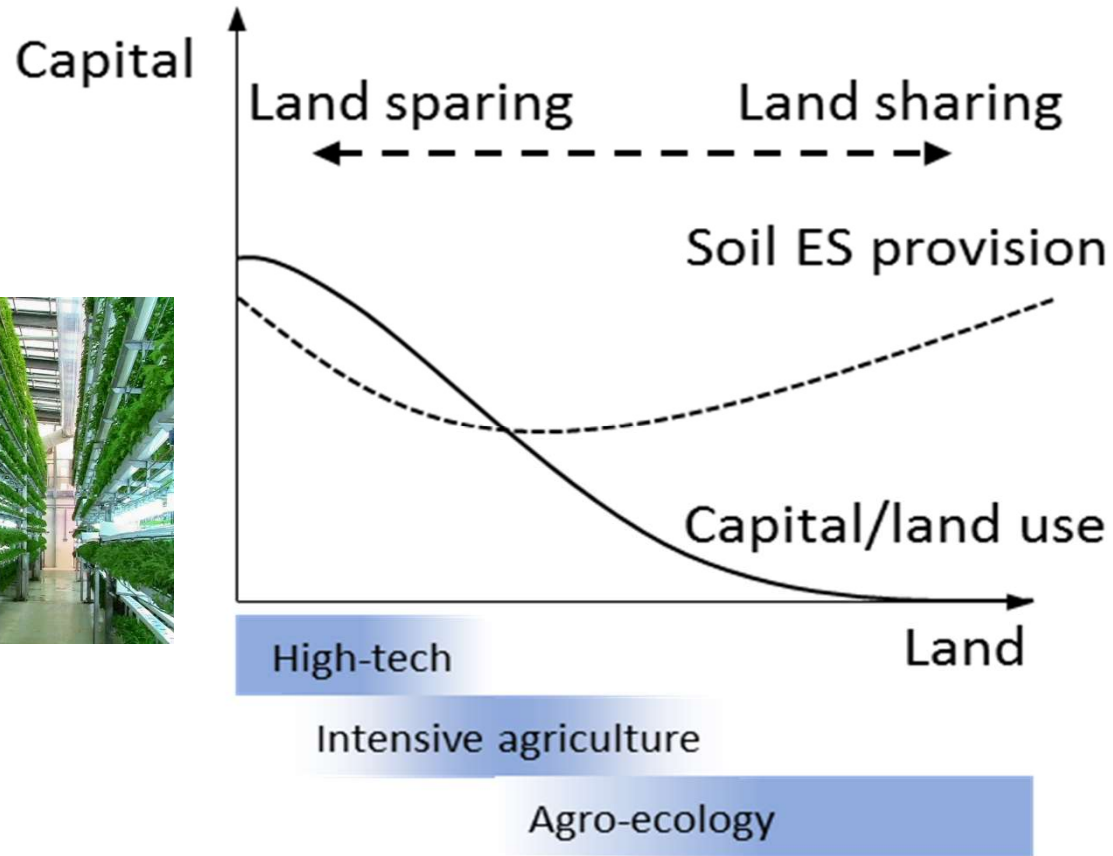 Capital
Land sparing
Land sharing
Soil ES provision
Capital/land use
Land
High-tech
Intensive agriculture
Agro-ecology